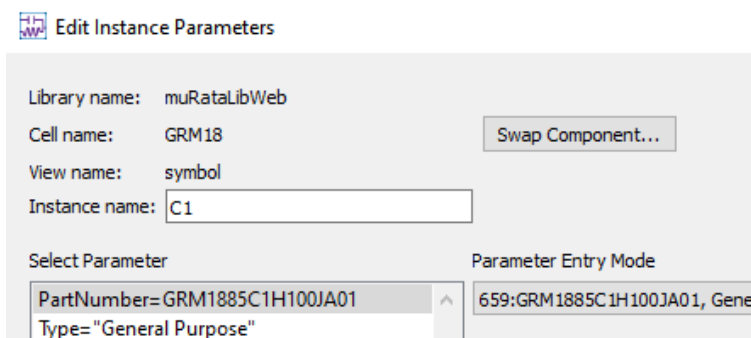 Edit Instance Parameters
Library name: muRataLibWeb
Cell name: GRM18 Swap Component...
View name: symbol
Instance name: C1
Select Parameter Parameter Entry Mode
PartNumber=GRM1885C1H100JA01 659:GRM1885C1H100JA01, Gene
Type="General Purpose"